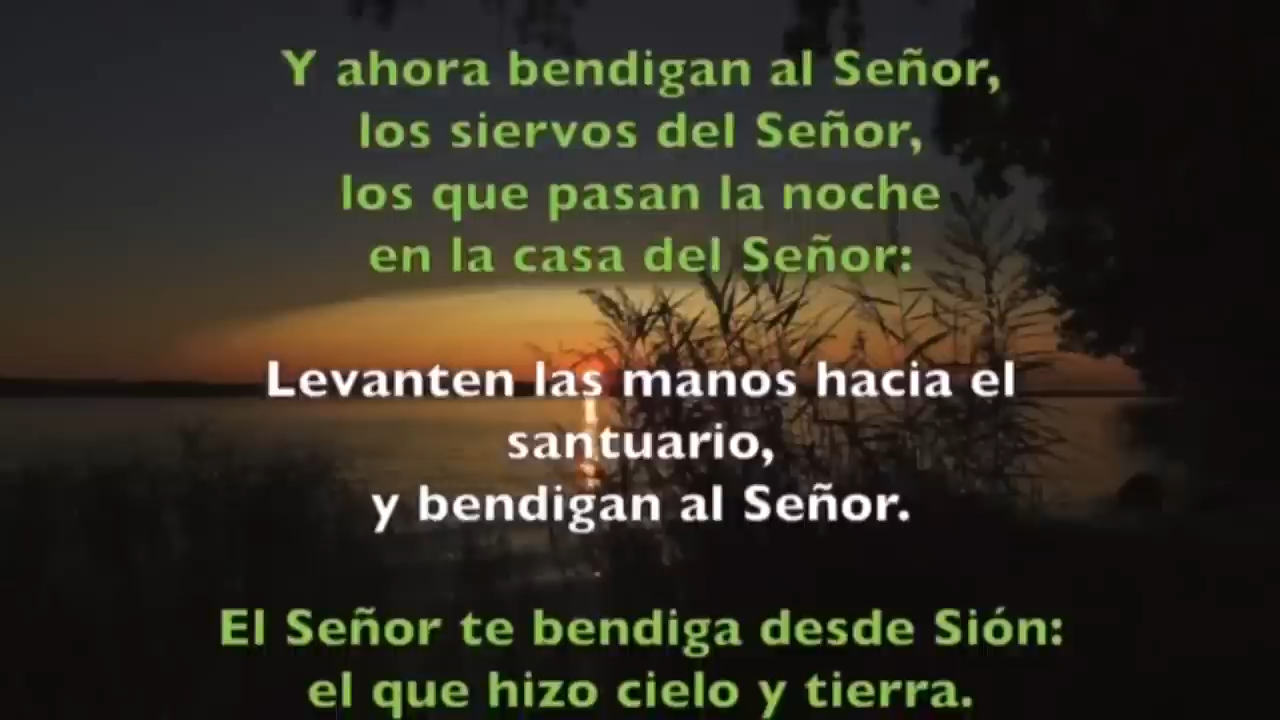 Y ahora bendigan al Señor,
los siervos del Señor,
los que pasan la noche
en la casa del Señor:
Levanten las manos hacia el
santuario,
y bendigan al Señor.
El Señor te bendiga desde Sión:
el que hizo cielo y tierra.